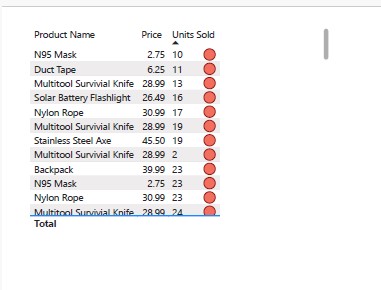 Product Name Price Units Sold
N95 Mask 2.75 10
Duct Tape 6.25 11
Multitool Survivial Knife 28.99 13
Solar Battery Flashlight 26.49 16
Nylon Rope 30.99 17
Multitool Survivial Knife 28.99 19
Stainless Steel Axe 45.50 19
Multitool Survivial Knife 28.99 2
Backpack 39.99 23
N95 Mask 2.75 23
Nylon Rope 30.99 23
Multitool Survivial Knife 28.99 24
Total